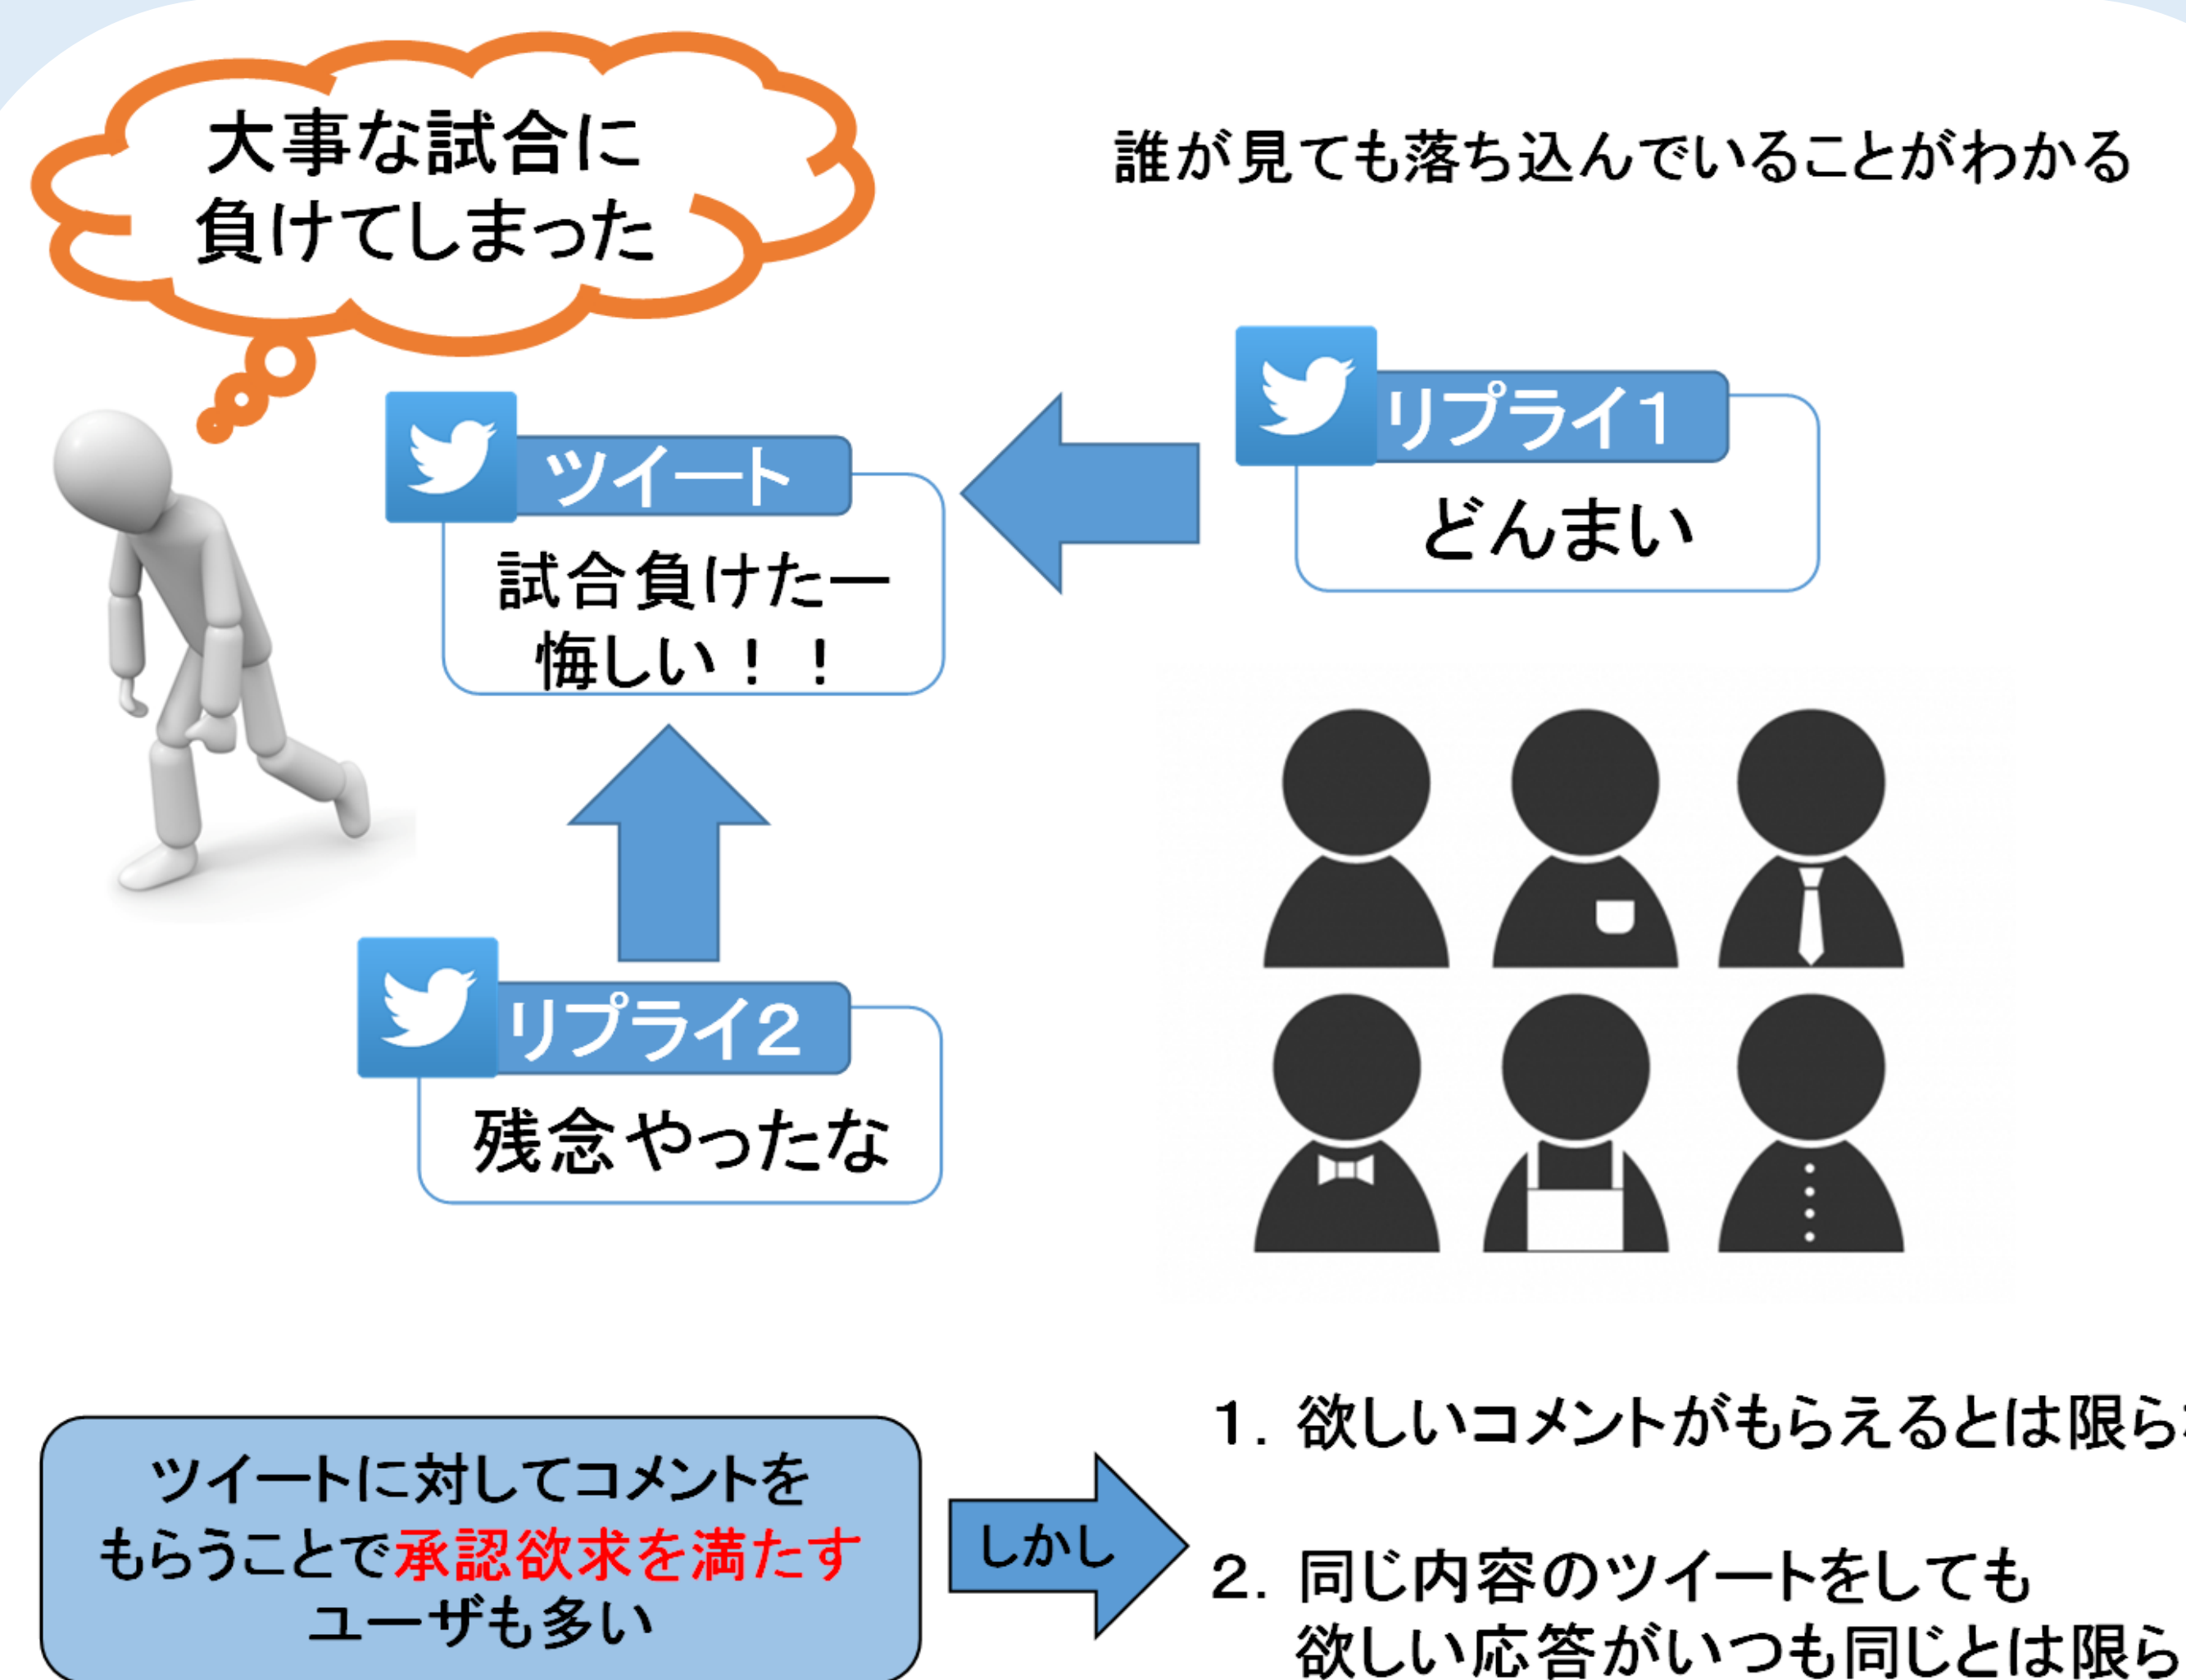 大事な試合に
負けてしまった
誰が見ても落ち込んでいることがわかる
ツイート
試合負けたー
悔しい！！
リプライ１
どんまい
リプライ２
残念やったな
ツイートに対してコメントを
もらうことで承認欲求を満たす
ユーザも多い
しかし
1. 欲しいコメントがもらえるとは限ら
2. 同じ内容のツイートをしても
欲しい応答がいつも同じとは限ら